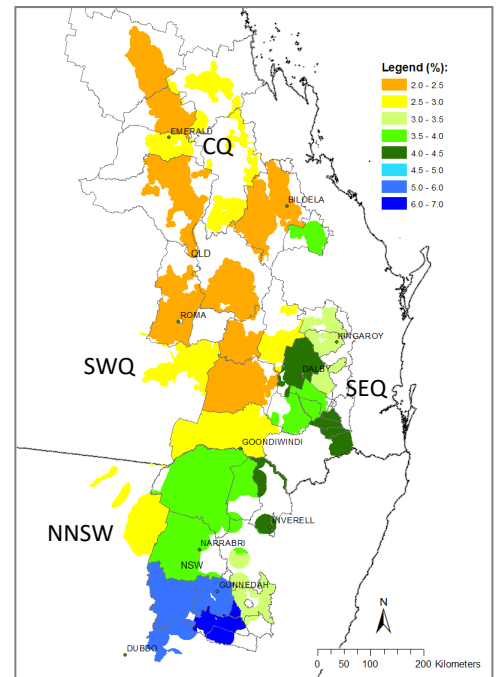 Legend (%):
2.0 - 2.5
2.5 - 3.0
3.0 - 3.5
3.5 - 4.0
4.0 - 4.5
4.5 - 5.0
5.0 - 6.0
6.0 - 7.0
EMERALD
CQ
BILOELA
QLD
ROMA
KINGAROY
SWQ
DALBY
SEQ
GOONDIWINDI
INVERELL
NNSW
NARRABRI
NSW
GUNNEDAH
N
DUBBO
0 50 100 200 Kilometers